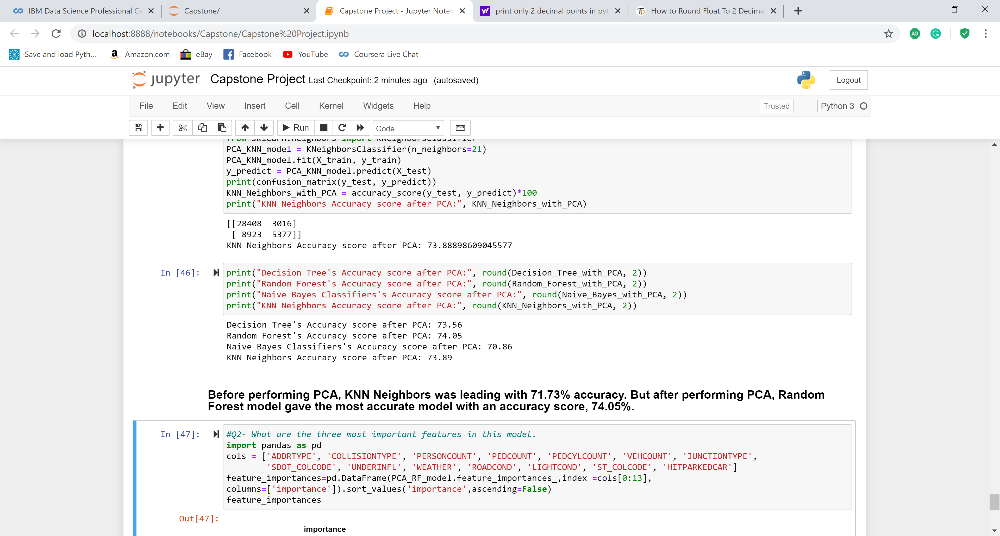 IBM Data Science Professional Ce
Capstone/
Capstone Project - Jupyter Noteb
print only 2 decimal points in pyt
How to Round Float To 2 Decima
localhost:8888/notebooks/Capstone/Capstone%20Project.ipynb
Save and load Pyth...
Amazon.com
eBay
Facebook
YouTube
Coursera Live Chat
jupyter Capstone Project Last Checkpoint: 2 minutes ago (autosaved)
Logout
File Edit View Insert Cell Kernel Widgets Help
Trusted
Python 3
Run
Code
from sklearn.neighbors import KNeighborsClassifier
PCA_KNN_model = KNeighborsClassifier(n_neighbors=21)
PCA_KNN_model.fit(X_train, y_train)
y_predict = PCA_KNN_model.predict(X_test)
print(confusion_matrix(y_test, y_predict))
KNN_Neighbors_with_PCA = accuracy_score(y_test, y_predict)*100
print("KNN Neighbors Accuracy score after PCA:", KNN_Neighbors_with_PCA)
[[28408  3016]
 [ 8923  5377]]
KNN Neighbors Accuracy score after PCA: 73.88898609045577
In [46]:
print("Decision Tree's Accuracy score after PCA:", round(Decision_Tree_with_PCA, 2))
print("Random Forest's Accuracy score after PCA:", round(Random_Forest_with_PCA, 2))
print("Naive Bayes Classifiers's Accuracy score after PCA:", round(Naive_Bayes_with_PCA, 2))
print("KNN Neighbors Accuracy score after PCA:", round(KNN_Neighbors_with_PCA, 2))
Decision Tree's Accuracy score after PCA: 73.56
Random Forest's Accuracy score after PCA: 74.05
Naive Bayes Classifiers's Accuracy score after PCA: 70.86
KNN Neighbors Accuracy score after PCA: 73.89
Before performing PCA, KNN Neighbors was leading with 71.73% accuracy. But after performing PCA, Random
Forest model gave the most accurate model with an accuracy score, 74.05%.
In [47]:
#Q2- What are the three most important features in this model.
import pandas as pd
cols = ['ADDRTYPE', 'COLLISIONTYPE', 'PERSONCOUNT', 'PEDCOUNT', 'PEDCYLCOUNT', 'VEHCOUNT', 'JUNCTIONTYPE',
        'SDOT_COLCODE', 'UNDERINFL', 'WEATHER', 'ROADCOND', 'LIGHTCOND', 'ST_COLCODE', 'HITPARKEDCAR']
feature_importances=pd.DataFrame(PCA_RF_model.feature_importances_,index =cols[0:13],
columns=['importance']).sort_values('importance',ascending=False)
feature_importances
Out[47]:
importance